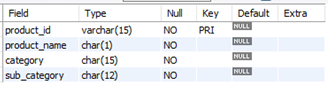 Field Type Null Key Default Extra
product_id varchar(15) NO PRI NULL
product_name char(1) NO NULL
category char(15) NO NULL
sub_category char(12) NO NULL